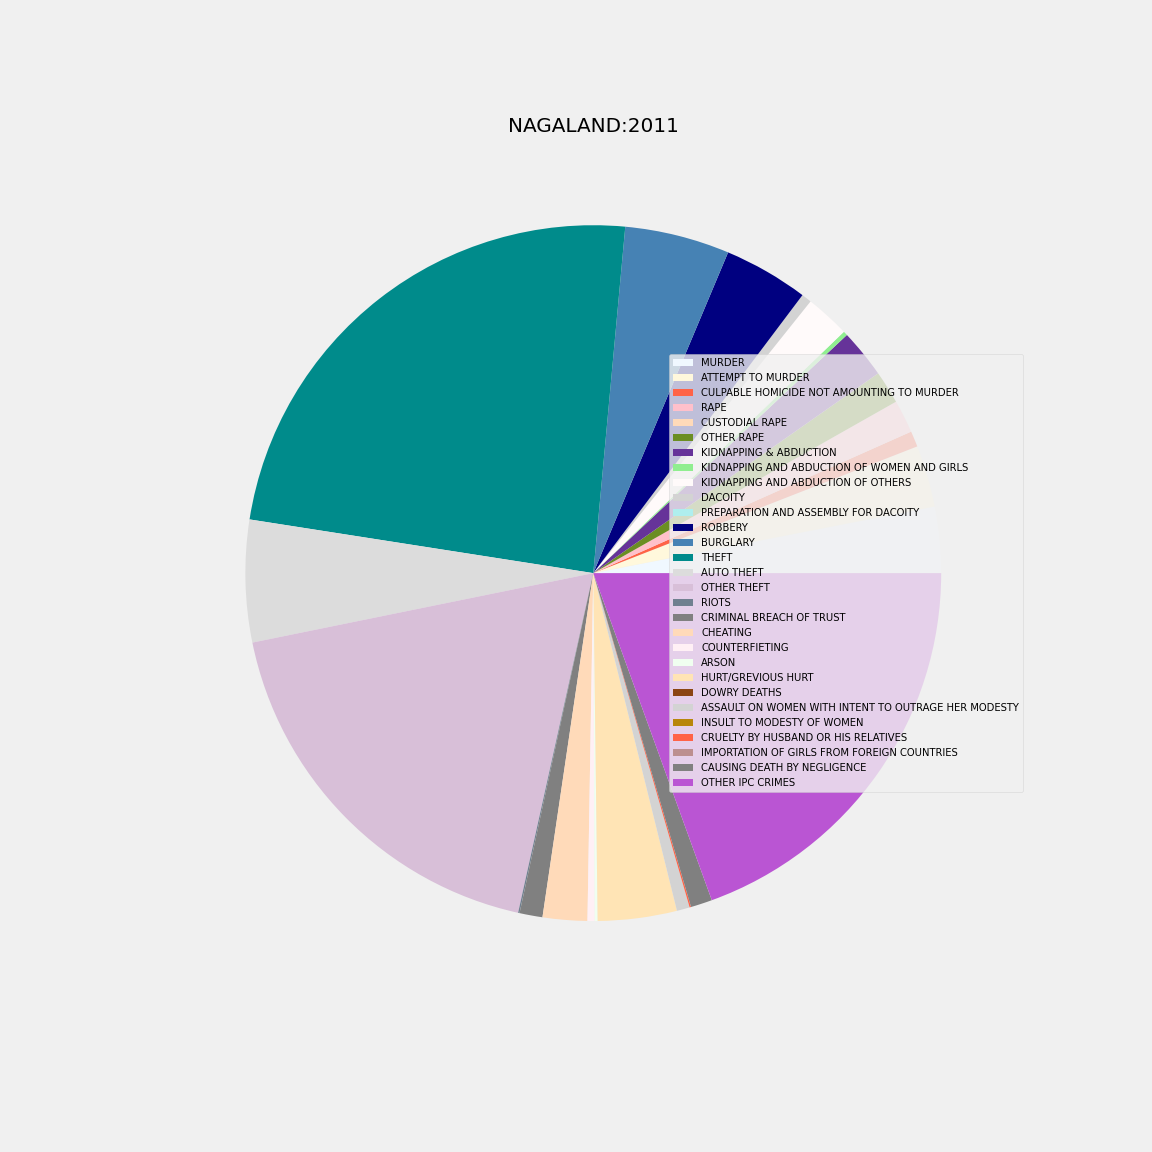 NAGALAND:2011
MURDER
ATTEMPT TO MURDER
CULPABLE HOMICIDE NOT AMOUNTING TO MURDER
RAPE
CUSTODIAL RAPE
OTHER RAPE
KIDNAPPING & ABDUCTION
KIDNAPPING AND ABDUCTION OF WOMEN AND GIRLS
KIDNAPPING AND ABDUCTION OF OTHERS
DACOITY
PREPARATION AND ASSEMBLY FOR DACOITY
ROBBERY
BURGLARY
THEFT
AUTO THEFT
OTHER THEFT
RIOTS
CRIMINAL BREACH OF TRUST
CHEATING
COUNTERFIETING
ARSON
HURT/GREVIOUS HURT
DOWRY DEATHS
ASSAULT ON WOMEN WITH INTENT TO OUTRAGE HER MODESTY
INSULT TO MODESTY OF WOMEN
CRUELTY BY HUSBAND OR HIS RELATIVES
IMPORTATION OF GIRLS FROM FOREIGN COUNTRIES
CAUSING DEATH BY NEGLIGENCE
OTHER IPC CRIMES